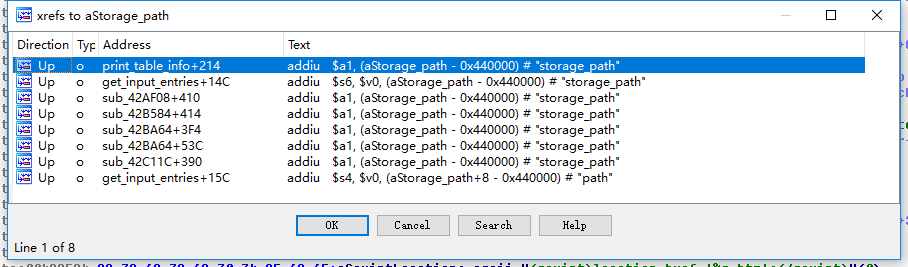 xrefs to aStorage_path
Direction Typ Address Text
Up o print_table_info+214 addiu $a1, (aStorage_path - 0x440000) # "storage_path"
Up o get_input_entries+14C addiu $s6, $v0, (aStorage_path - 0x440000) # "storage_path"
Up o sub_42AF08+410 addiu $a1, (aStorage_path - 0x440000) # "storage_path"
Up o sub_42B584+414 addiu $a1, (aStorage_path - 0x440000) # "storage_path"
Up o sub_42BA64+3F4 addiu $a1, (aStorage_path - 0x440000) # "storage_path"
Up o sub_42BA64+53C addiu $a1, (aStorage_path - 0x440000) # "storage_path"
Up o sub_42C11C+390 addiu $a1, (aStorage_path - 0x440000) # "storage_path"
Up o get_input_entries+15C addiu $s4, $v0, (aStorage_path+8 - 0x440000) # "path"
OK Cancel Search Help
Line 1 of 8